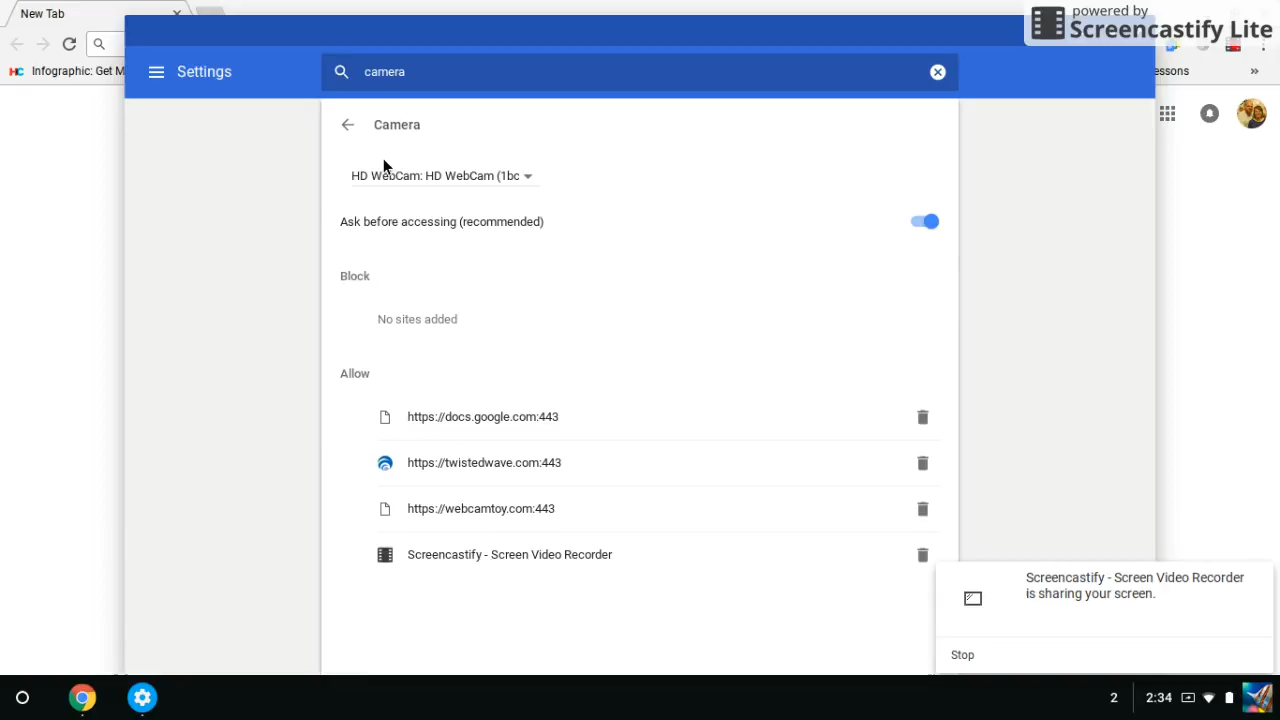 New Tab
powered by
Screencastify Lite
HC Infographic: Get M
essons
»
Settings
camera
Camera
HD WebCam: HD WebCam (1bc
Ask before accessing (recommended)
Block
No sites added
Allow
https://docs.google.com:443
https://twistedwave.com:443
https://webcamtoy.com:443
Screencastify - Screen Video Recorder
Screencastify - Screen Video Recorder
is sharing your screen.
Stop
2
2:34